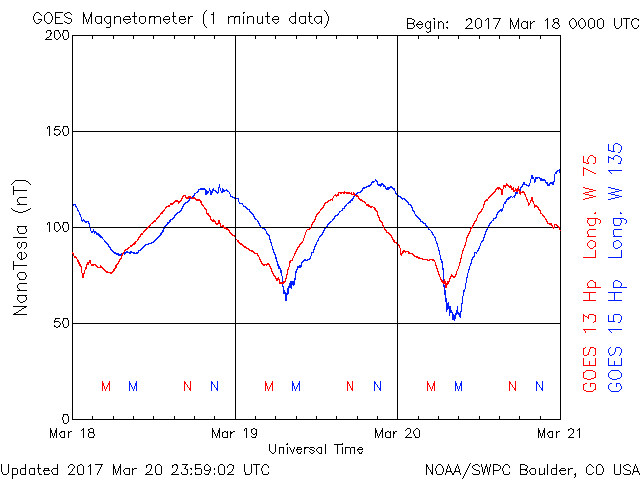 GOES Magnetometer (1 minute data)
Begin: 2017 Mar 18 0000 UTC
200
150
100
50
0
NanoTesla (nT)
M M N N M M N N M M N N
Mar 18 Mar 19 Mar 20 Mar 21
Universal Time
GOES 13 Hp Long. W 75
GOES 15 Hp Long. W 135
Updated 2017 Mar 20 23:59:02 UTC
NOAA/SWPC Boulder, CO USA